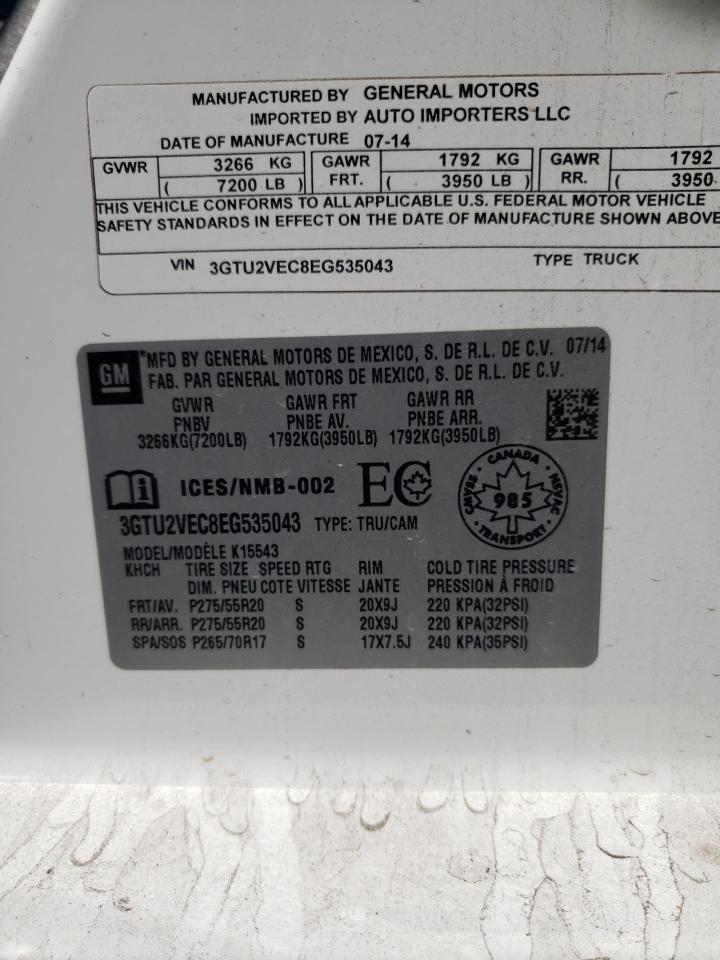 MANUFACTURED BY GENERAL MOTORS
IMPORTED BY AUTO IMPORTERS LLC
DATE OF MANUFACTURE 07-14
GVWR 3266 KG GAWR FRT. 1792 KG GAWR RR. 1792
( 7200 LB ) ( 3950 LB ) ( 3950
THIS VEHICLE CONFORMS TO ALL APPLICABLE U.S. FEDERAL MOTOR VEHICLE
SAFETY STANDARDS IN EFFECT ON THE DATE OF MANUFACTURE SHOWN ABOVE
VIN 3GTU2VEC8EG535043 TYPE TRUCK
GM
*MFD BY GENERAL MOTORS DE MEXICO, S. DE R.L. DE C.V. 07/14
FAB. PAR GENERAL MOTORS DE MEXICO, S. DE R.L. DE C.V.
GVWR GAWR FRT GAWR RR
PNBV PNBE AV. PNBE ARR.
3266KG(7200LB) 1792KG(3950LB) 1792KG(3950LB)
i ICES/NMB-002 EC
CANADA
CMVSS 985 NSVAC
TRANSPORT
3GTU2VEC8EG535043 TYPE: TRU/CAM
MODEL/MODÈLE K15543
KHCH TIRE SIZE SPEED RTG RIM COLD TIRE PRESSURE
DIM. PNEU COTE VITESSE JANTE PRESSION À FROID
FRT/AV. P275/55R20 S 20X9J 220 KPA(32PSI)
RR/ARR. P275/55R20 S 20X9J 220 KPA(32PSI)
SPA/SOS P265/70R17 S 17X7.5J 240 KPA(35PSI)